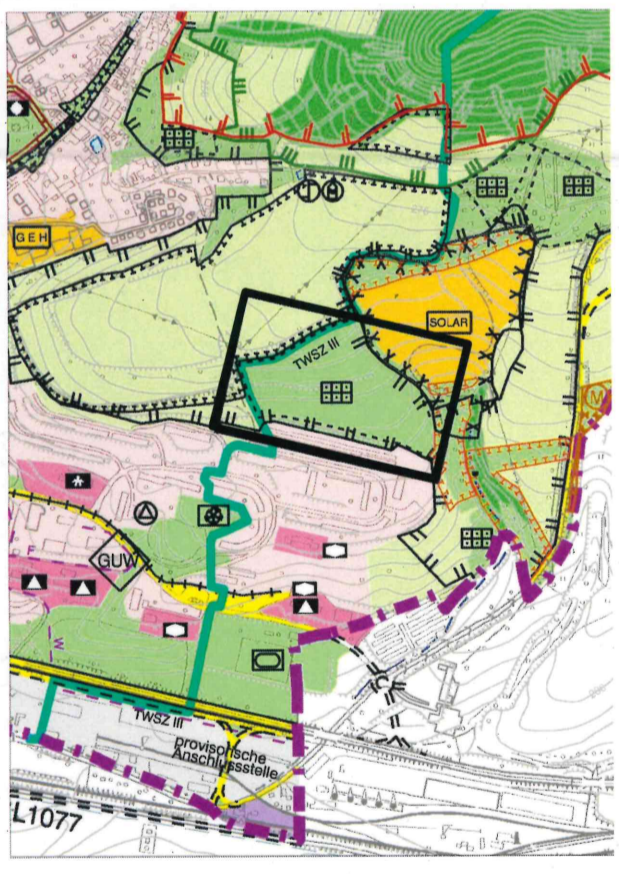 GEH
SOLAR
TWSZ III
M
GUW
F
W
TWSZ III
provisorische
Anschlussstelle
L1077